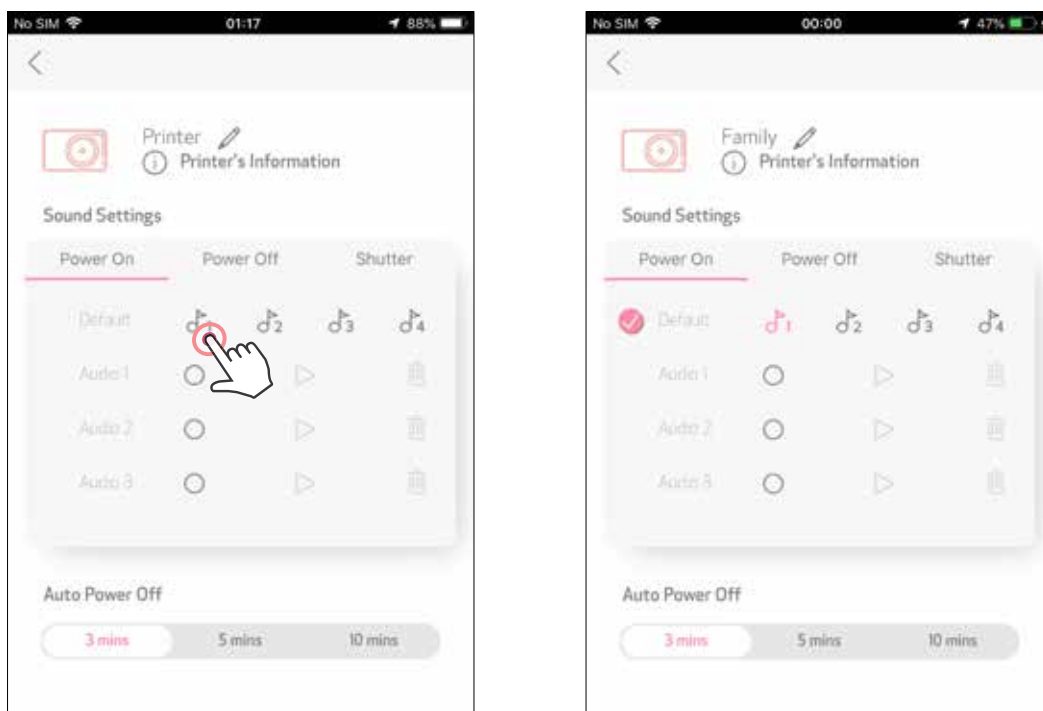 No SIM 01:17 88%
Printer
Printer's Information
Sound Settings
Power On Power Off Shutter
Default 1 2 3 4
Audio 1
Audio 2
Audio 3
Auto Power Off
3 mins 5 mins 10 mins
No SIM 00:00 47%
Family
Printer's Information
Sound Settings
Power On Power Off Shutter
Default 1 2 3 4
Audio 1
Audio 2
Audio 3
Auto Power Off
3 mins 5 mins 10 mins